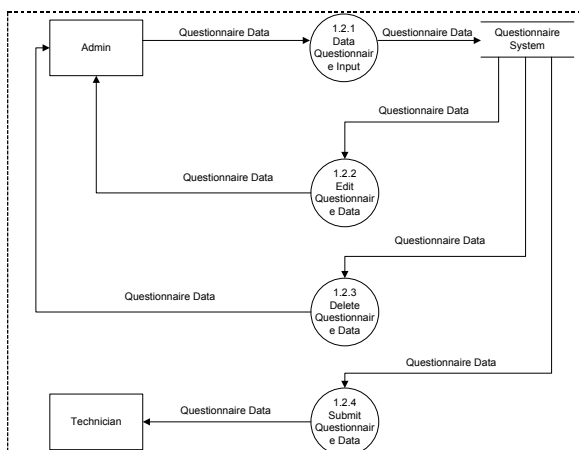 Admin
Questionnaire Data
1.2.1
Data
Questionnair
e Input
Questionnaire Data
Questionnaire
System
Questionnaire Data
1.2.2
Edit
Questionnair
e Data
Questionnaire Data
Questionnaire Data
1.2.3
Delete
Questionnair
e Data
Questionnaire Data
Questionnaire Data
1.2.4
Submit
Questionnair
e Data
Questionnaire Data
Technician